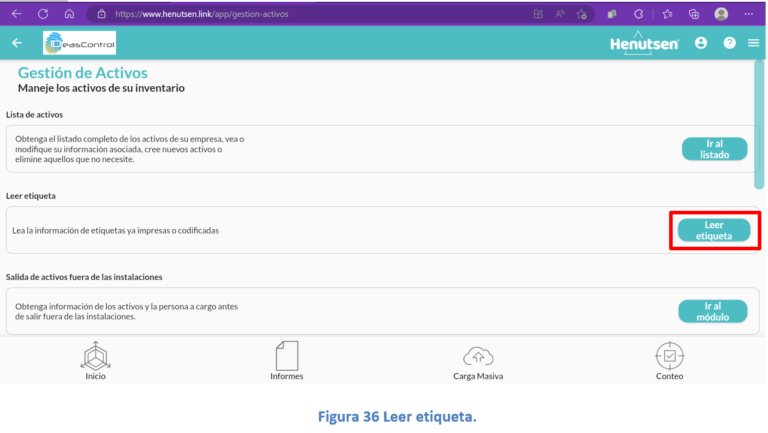 https://www.henutsen.link/app/gestion-activos
IDeasControl
Henutsen
Gestión de Activos
Maneje los activos de su inventario
Lista de activos
Obtenga el listado completo de los activos de su empresa, vea o
modifique su información asociada, cree nuevos activos o
elimine aquellos que no necesite.
Ir al
listado
Leer etiqueta
Lea la información de etiquetas ya impresas o codificadas
Leer
etiqueta
Salida de activos fuera de las instalaciones
Obtenga información de los activos y la persona a cargo antes
de salir fuera de las instalaciones.
Ir al
módulo
Inicio
Informes
Carga Masiva
Conteo
Figura 36 Leer etiqueta.